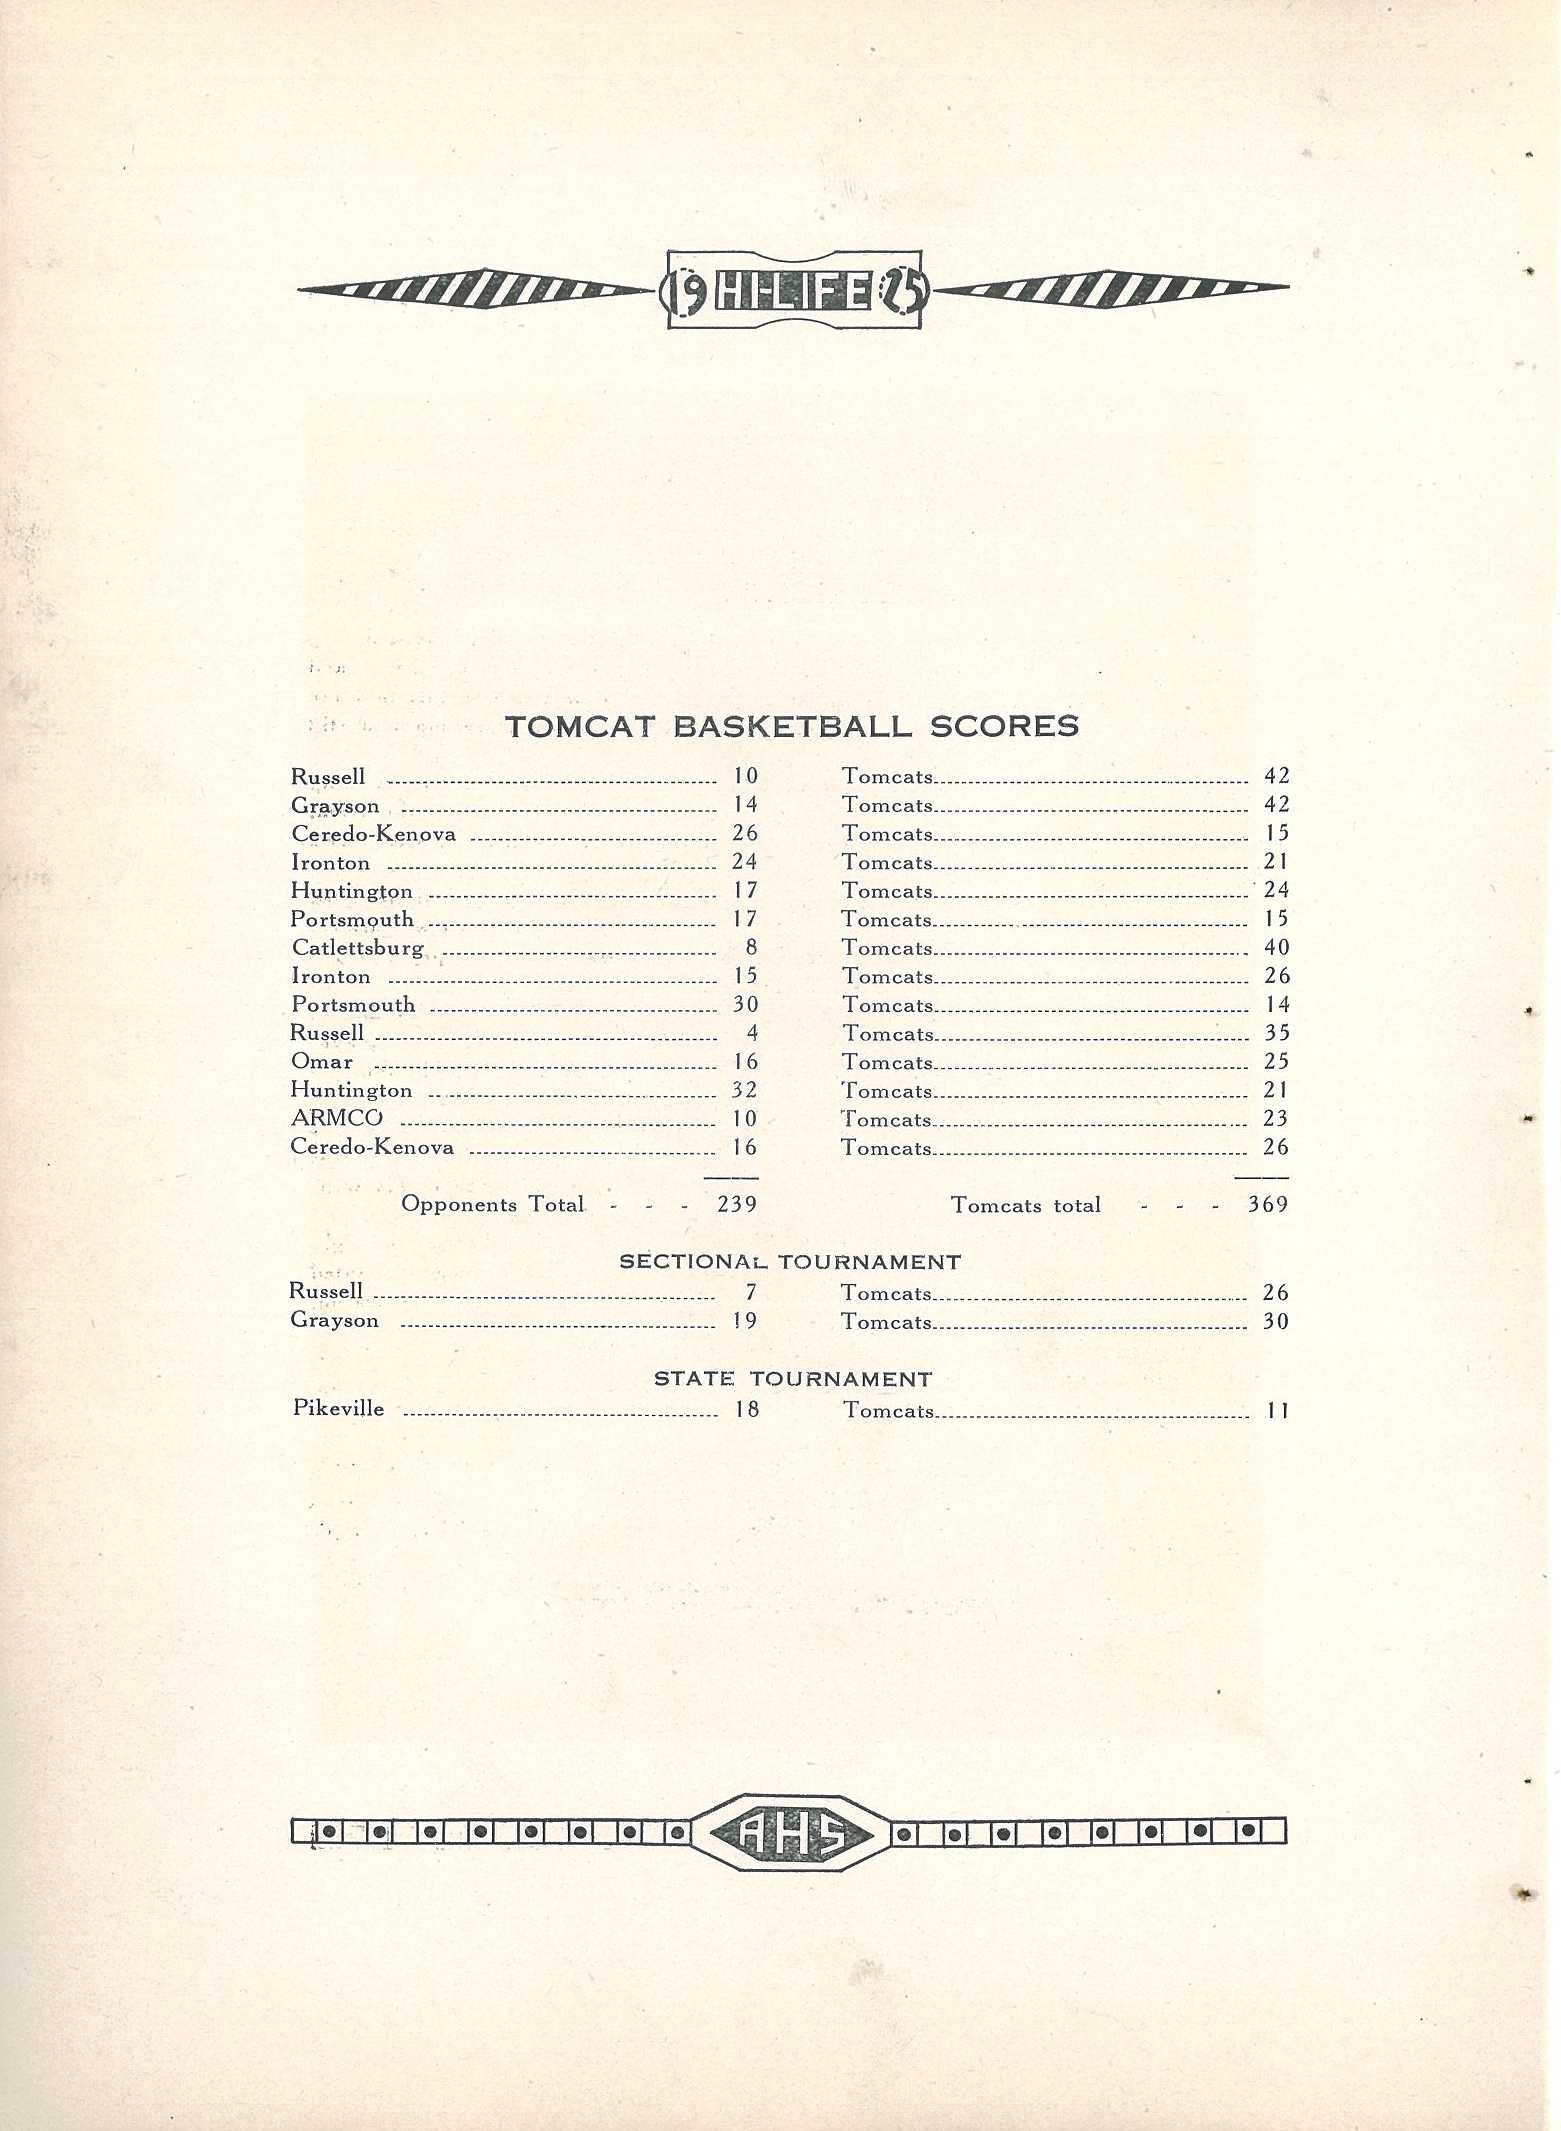 19 HI-LIFE 25
TOMCAT BASKETBALL SCORES
Russell 10 Tomcats 42
Grayson 14 Tomcats 42
Ceredo-Kenova 26 Tomcats 15
Ironton 24 Tomcats 21
Huntington 17 Tomcats 24
Portsmouth 17 Tomcats 15
Catlettsburg 8 Tomcats 40
Ironton 15 Tomcats 26
Portsmouth 30 Tomcats 14
Russell 4 Tomcats 35
Omar 16 Tomcats 25
Huntington 32 Tomcats 21
ARMCO 10 Tomcats 23
Ceredo-Kenova 16 Tomcats 26
Opponents Total - - - 239 Tomcats total - - - 369
SECTIONAL TOURNAMENT
Russell 7 Tomcats 26
Grayson 19 Tomcats 30
STATE TOURNAMENT
Pikeville 18 Tomcats 11
AHS